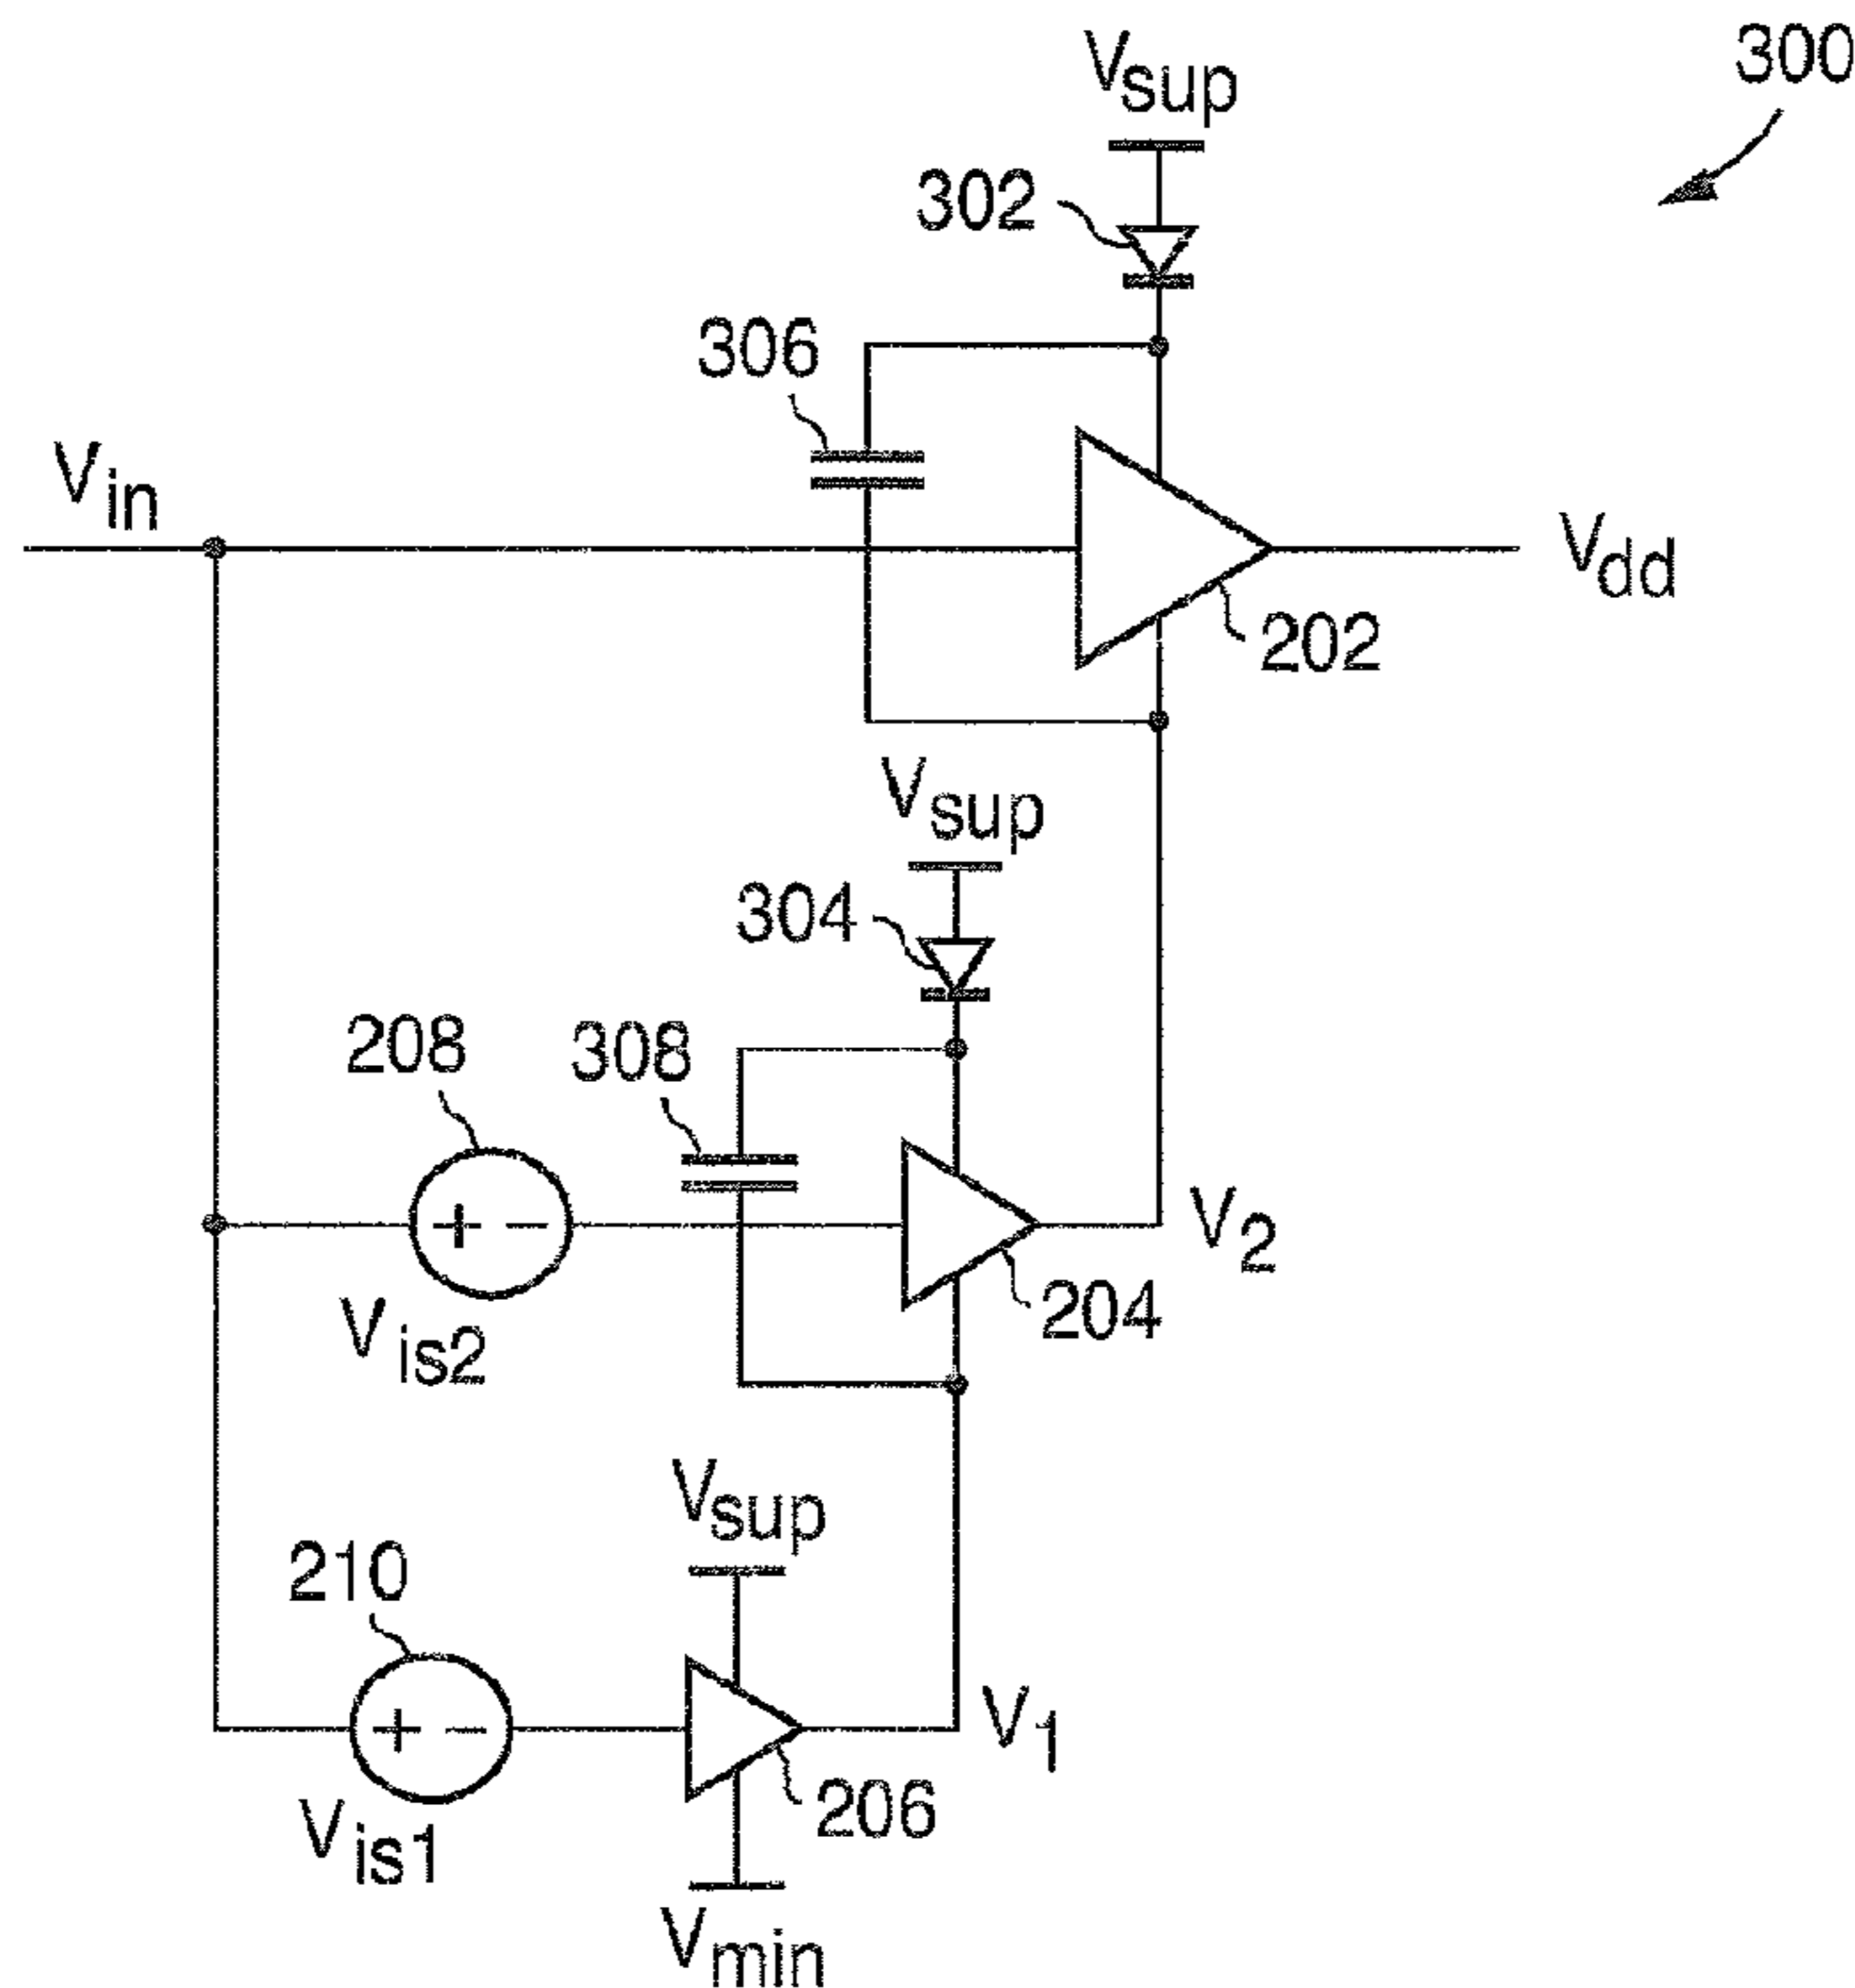 300
Vsup
302
306
Vin
Vdd
202
Vsup
304
208
308
+ -
V2
204
Vis2
Vsup
210
+ -
V1
206
Vis1
Vmin